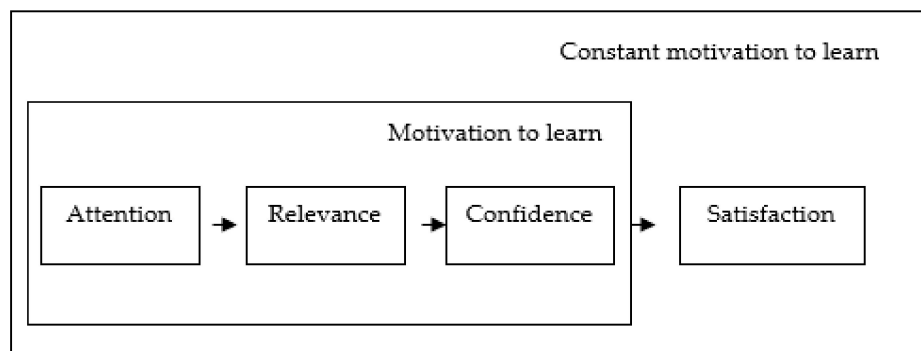 Constant motivation to learn
Motivation to learn
Attention
Relevance
Confidence
Satisfaction